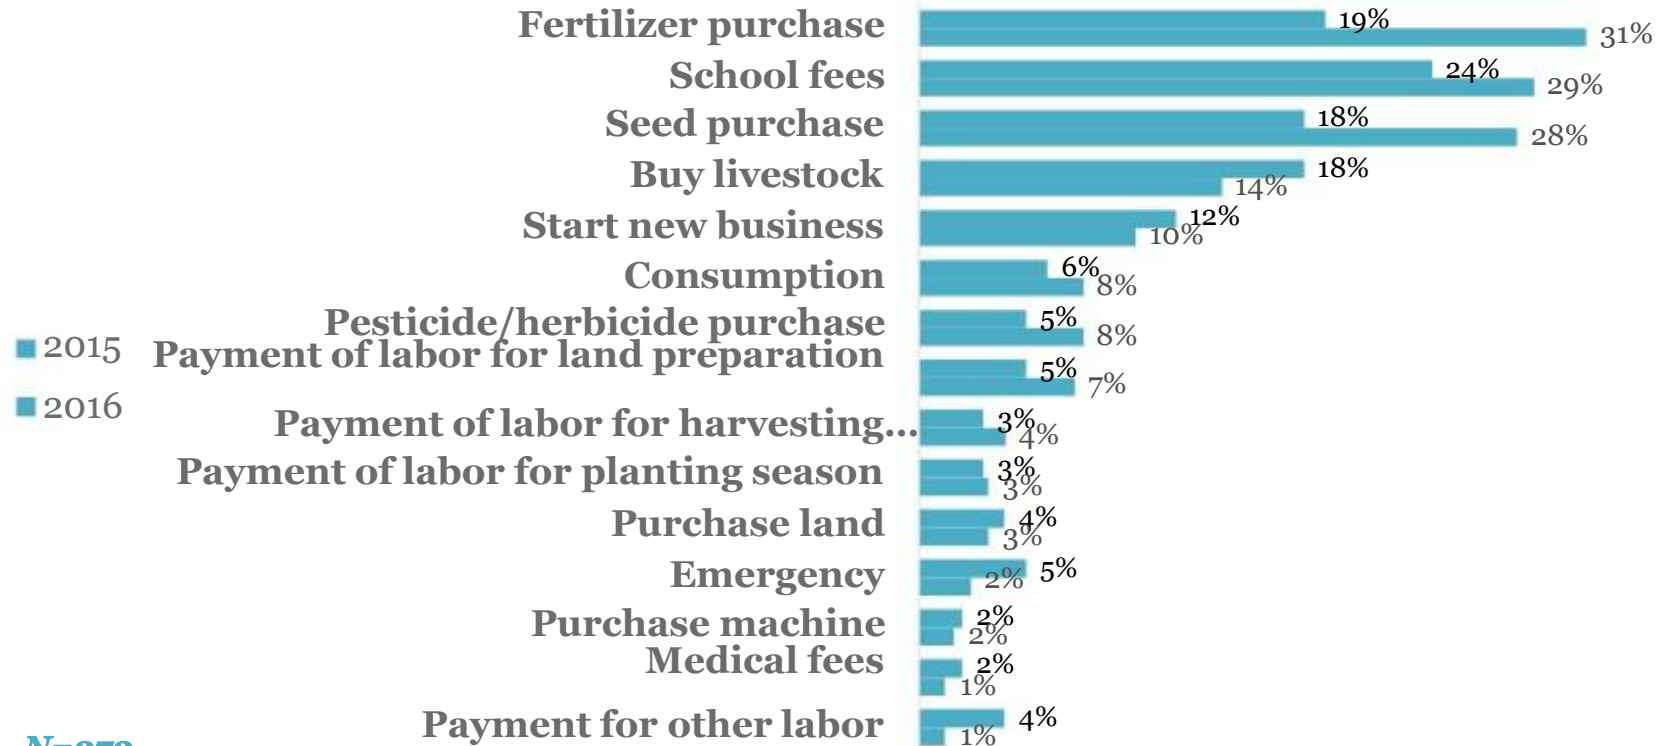 Fertilizer purchase 19%
31%
School fees 24%
29%
Seed purchase 18%
28%
Buy livestock 18%
14%
Start new business 12%
10%
Consumption 6%
8%
Pesticide/herbicide purchase 5%
8%
2015
Payment of labor for land preparation 5%
7%
2016
Payment of labor for harvesting... 3%
4%
Payment of labor for planting season 3%
3%
Purchase land 4%
3%
Emergency 5%
2%
Purchase machine 2%
2%
Medical fees 2%
1%
Payment for other labor 4%
1%